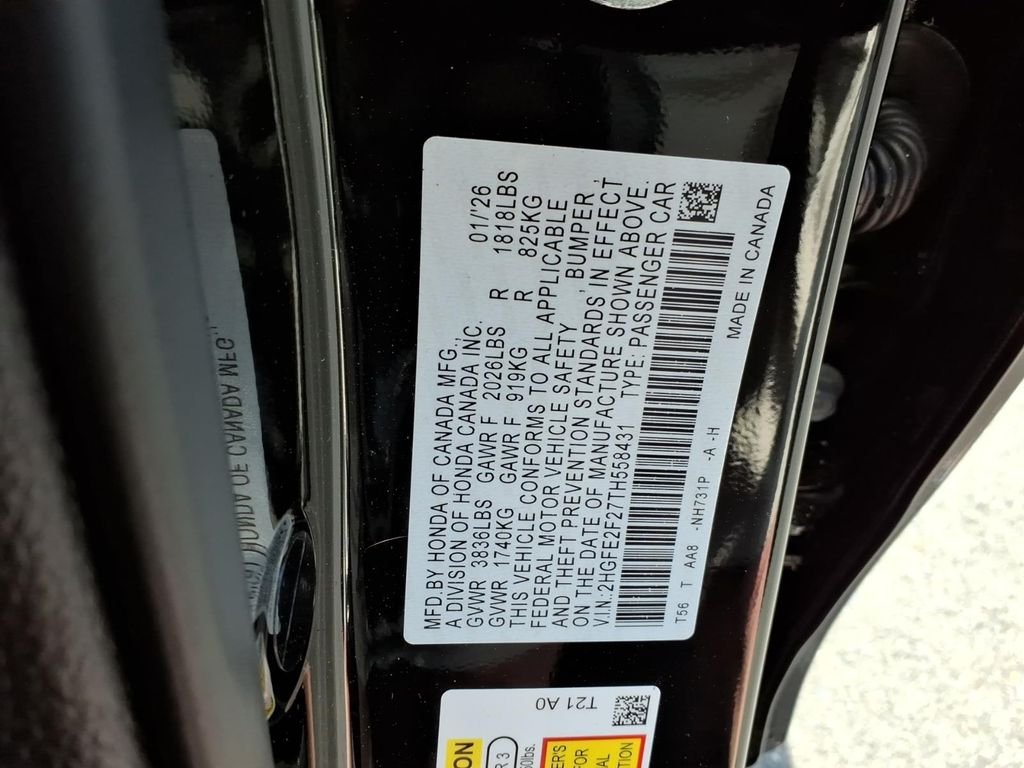 MFD.BY HONDA OF CANADA MFG.,
A DIVISION OF HONDA CANADA INC. 01/'26
GVWR 3836LBS GAWR F 2026LBS R 1818LBS
GVWR 1740KG GAWR F 919KG R 825KG
THIS VEHICLE CONFORMS TO ALL APPLICABLE
FEDERAL MOTOR VEHICLE SAFETY, BUMPER,
AND THEFT PREVENTION STANDARDS IN EFFECT
ON THE DATE OF MANUFACTURE SHOWN ABOVE.
V.I.N.:2HGFE2F27TH558431 TYPE:PASSENGER CAR
T56 T AA8 -NH731P -A -H
MADE IN CANADA
T21 A0